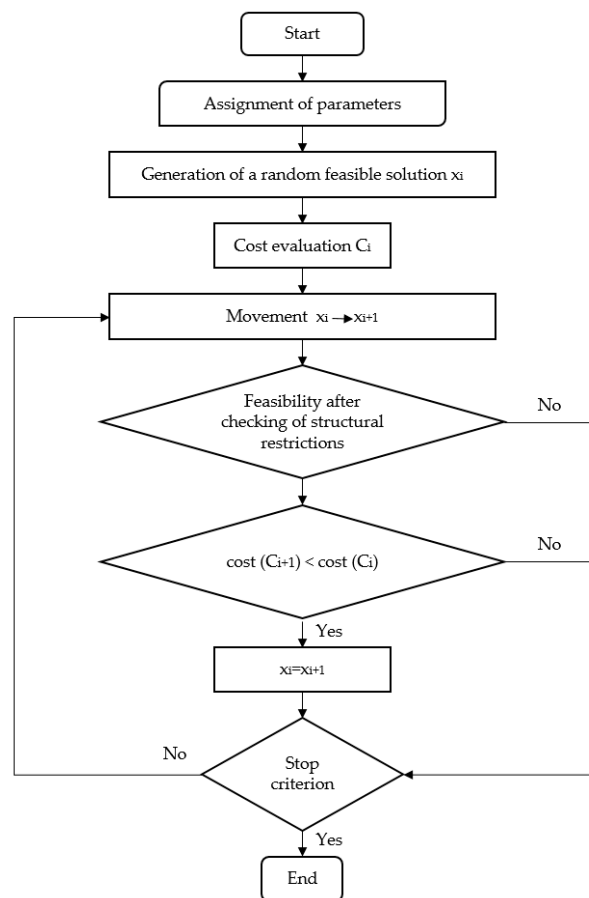 Start
Assignment of parameters
Generation of a random feasible solution xi
Cost evaluation Ci
Movement xi → xi+1
Feasibility after
checking of structural
restrictions
No
cost (Ci+1) < cost (Ci)
No
Yes
xi=xi+1
No
Stop
criterion
Yes
End